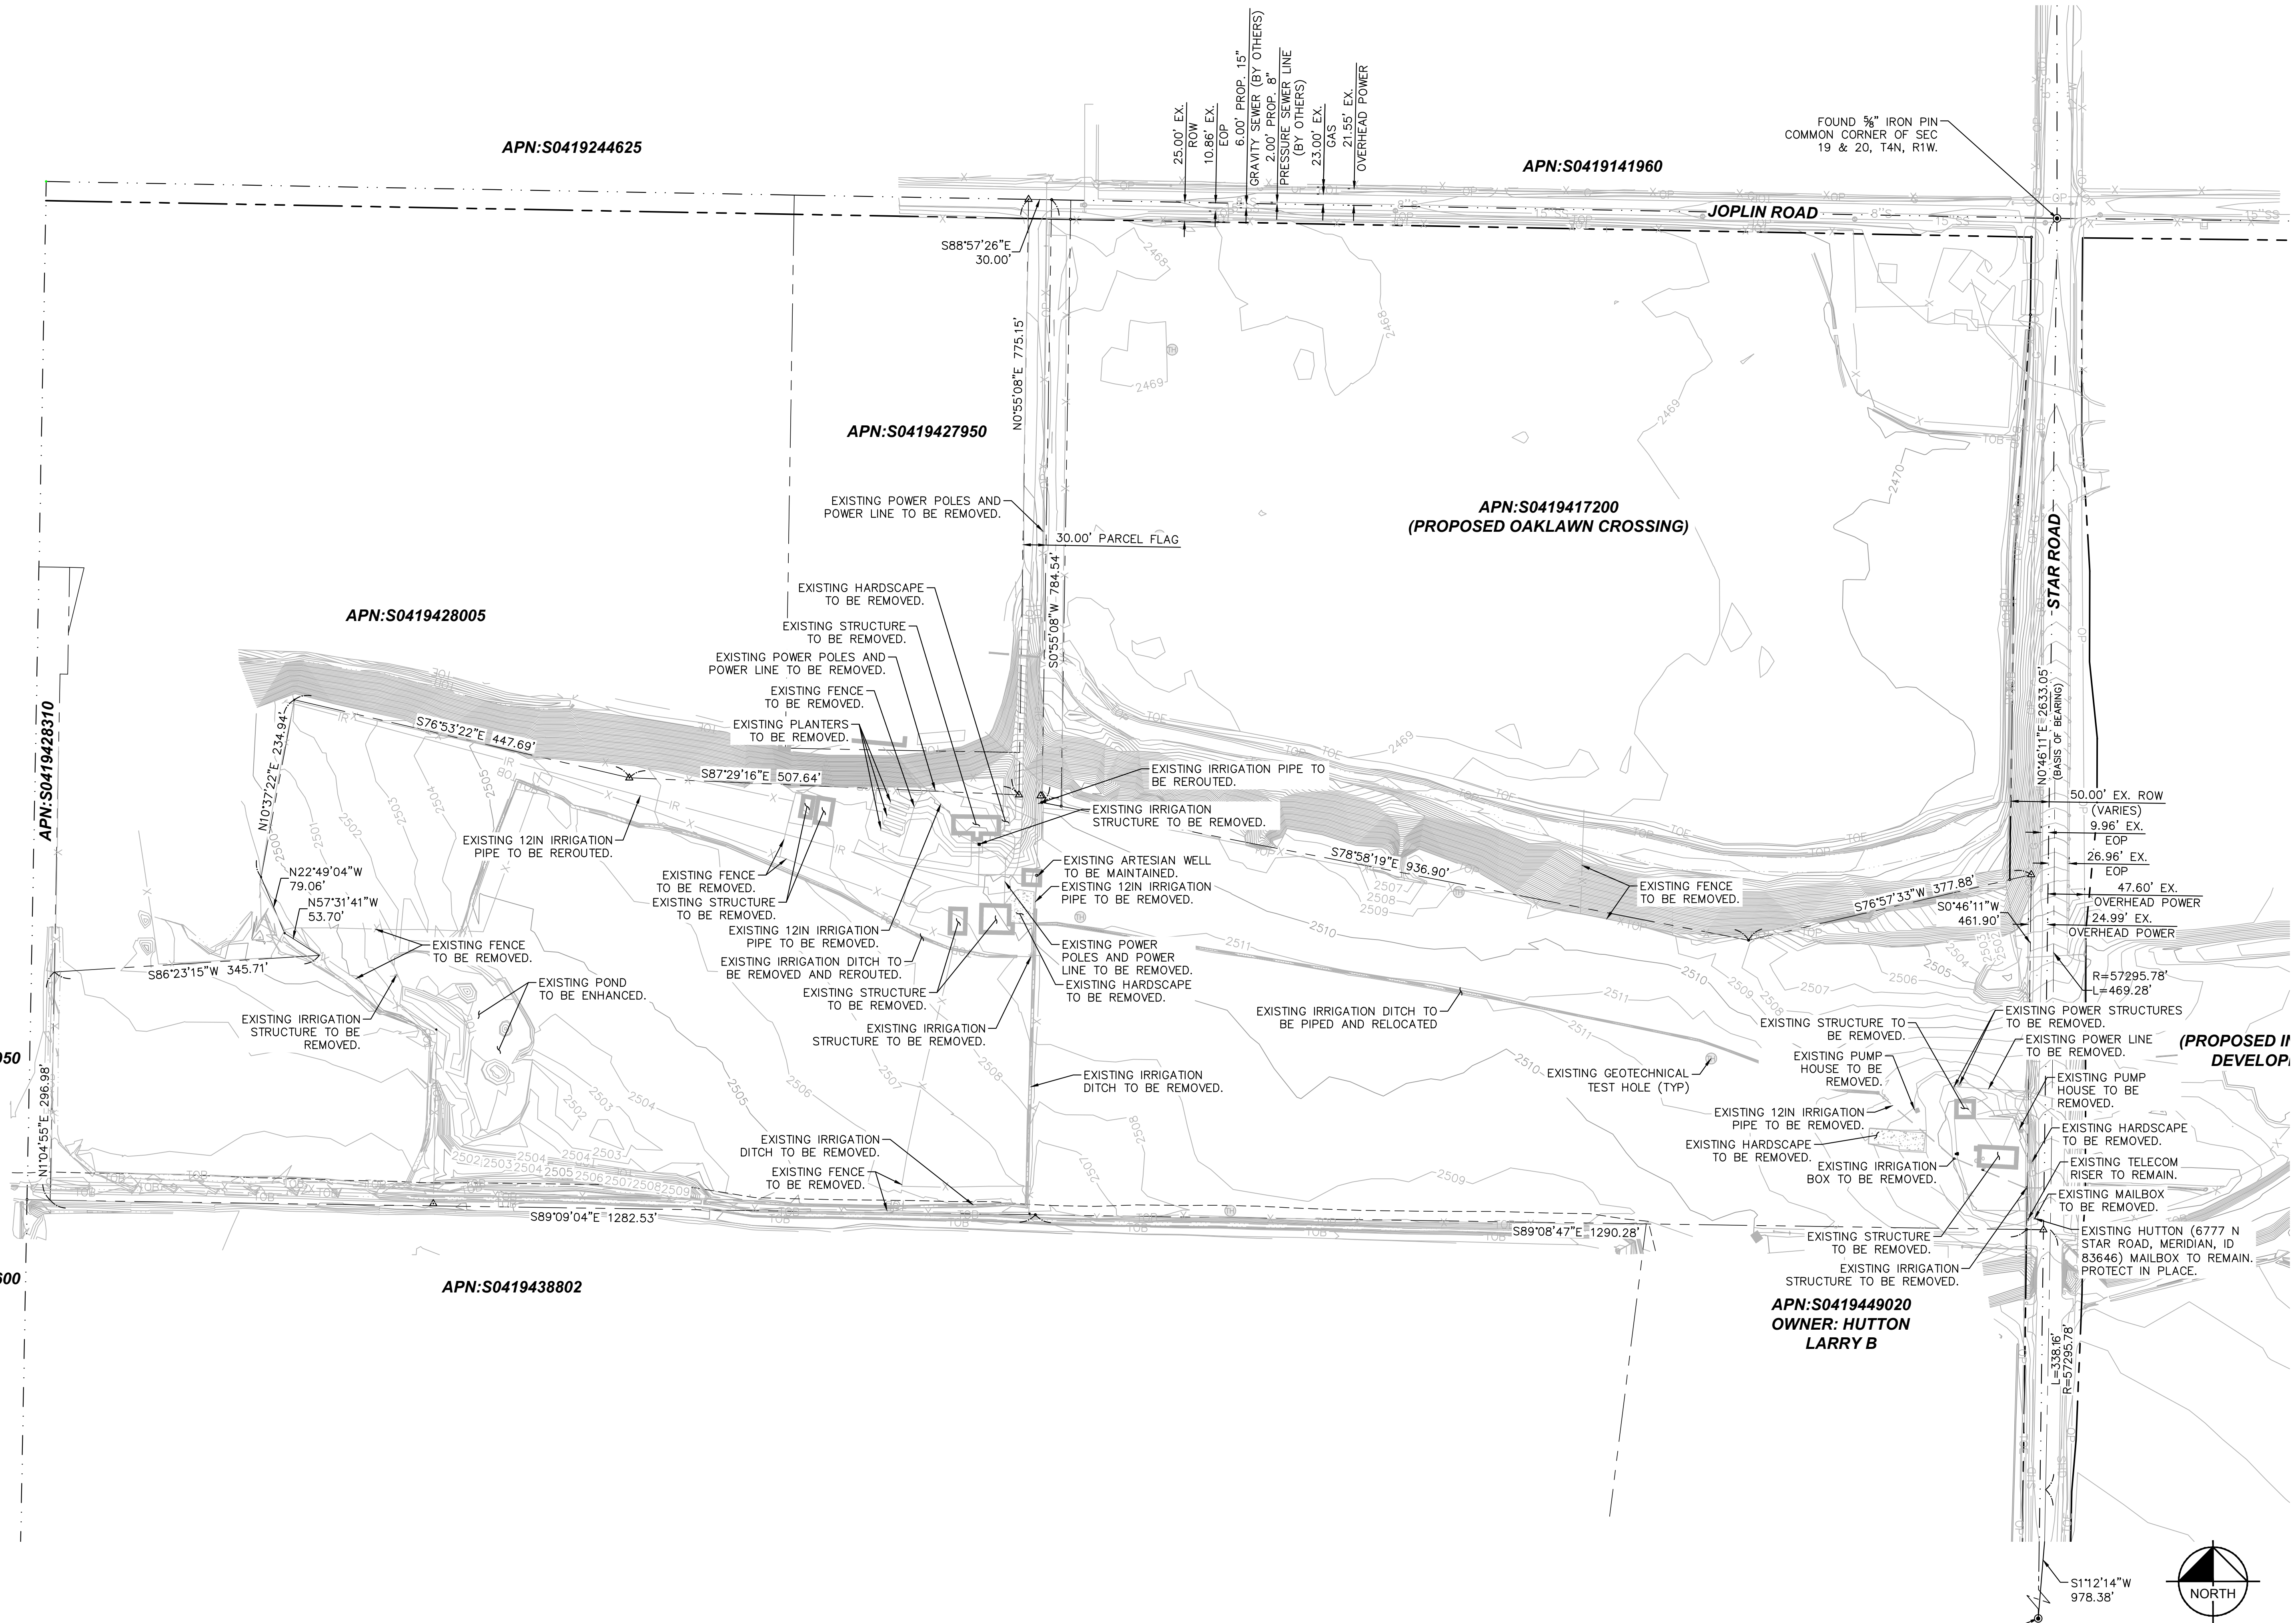 APN:S0419244625
25.00' EX.
ROW
10.86' EX.
EOP
6.00' PROP. 15"
GRAVITY SEWER (BY OTHERS)
2.00' PROP. 8"
PRESSURE SEWER LINE
(BY OTHERS)
23.00' EX.
GAS
21.55' EX.
OVERHEAD POWER
APN:S0419141960
FOUND ⅝" IRON PIN
COMMON CORNER OF SEC
19 & 20, T4N, R1W.
JOPLIN ROAD
S88°57'26"E
30.00'
N0°55'08"E 775.15'
2468
2469
2468
2469
2470
APN:S0419427950
EXISTING POWER POLES AND
POWER LINE TO BE REMOVED.
30.00' PARCEL FLAG
S0°55'08"W 784.54'
APN:S0419417200
(PROPOSED OAKLAWN CROSSING)
STAR ROAD
N0°46'11"E 2633.05'
(BASIS OF BEARING)
APN:S0419428005
APN:S0419428310
EXISTING HARDSCAPE
TO BE REMOVED.
EXISTING STRUCTURE
TO BE REMOVED.
EXISTING POWER POLES AND
POWER LINE TO BE REMOVED.
EXISTING FENCE
TO BE REMOVED.
EXISTING PLANTERS
TO BE REMOVED.
S76°53'22"E 447.69'
S87°29'16"E 507.64'
N10°37'22"E 234.94'
EXISTING IRRIGATION PIPE TO
BE REROUTED.
EXISTING IRRIGATION
STRUCTURE TO BE REMOVED.
EXISTING 12IN IRRIGATION
PIPE TO BE REROUTED.
2469
50.00' EX. ROW
(VARIES)
9.96' EX.
EOP
26.96' EX.
EOP
47.60' EX.
OVERHEAD POWER
24.99' EX.
OVERHEAD POWER
S78°58'19"E 936.90'
S76°57'33"W 377.88'
S0°46'11"W
461.90'
EXISTING FENCE
TO BE REMOVED.
EXISTING ARTESIAN WELL
TO BE MAINTAINED.
EXISTING 12IN IRRIGATION
PIPE TO BE REMOVED.
EXISTING FENCE
TO BE REMOVED.
EXISTING STRUCTURE
TO BE REMOVED.
EXISTING 12IN IRRIGATION
PIPE TO BE REMOVED.
EXISTING IRRIGATION DITCH TO
BE REMOVED AND REROUTED.
EXISTING STRUCTURE
TO BE REMOVED.
EXISTING IRRIGATION
STRUCTURE TO BE REMOVED.
EXISTING POWER
POLES AND POWER
LINE TO BE REMOVED.
EXISTING HARDSCAPE
TO BE REMOVED.
N22°49'04"W
79.06'
N57°31'41"W
53.70'
EXISTING FENCE
TO BE REMOVED.
S86°23'15"W 345.71'
EXISTING POND
TO BE ENHANCED.
EXISTING IRRIGATION
STRUCTURE TO BE
REMOVED.
2500
2501
2502
2503
2504
2505
2507
2508
2509
2510
2511
EXISTING IRRIGATION DITCH TO
BE PIPED AND RELOCATED
R=57295.78'
L=469.28'
EXISTING POWER STRUCTURES
TO BE REMOVED.
EXISTING STRUCTURE TO
BE REMOVED.
EXISTING POWER LINE
TO BE REMOVED.
EXISTING PUMP
HOUSE TO BE
REMOVED.
EXISTING PUMP
HOUSE TO BE
REMOVED.
EXISTING GEOTECHNICAL
TEST HOLE (TYP)
EXISTING 12IN IRRIGATION
PIPE TO BE REMOVED.
EXISTING HARDSCAPE
TO BE REMOVED.
EXISTING IRRIGATION
BOX TO BE REMOVED.
EXISTING HARDSCAPE
TO BE REMOVED.
EXISTING TELECOM
RISER TO REMAIN.
EXISTING MAILBOX
TO BE REMOVED.
EXISTING HUTTON (6777 N
STAR ROAD, MERIDIAN, ID
83646) MAILBOX TO REMAIN.
PROTECT IN PLACE.
EXISTING STRUCTURE
TO BE REMOVED.
EXISTING IRRIGATION
STRUCTURE TO BE REMOVED.
(PROPOSED
EXISTING IRRIGATION
DITCH TO BE REMOVED.
EXISTING IRRIGATION
DITCH TO BE REMOVED.
EXISTING FENCE
TO BE REMOVED.
N1°04'55"E 296.98'
S89°09'04"E 1282.53'
S89°08'47"E 1290.28'
APN:S0419438802
APN:S0419449020
OWNER: HUTTON
LARRY B
L=338.16'
R=57295.78'
S1°12'14"W
978.38'
NORTH